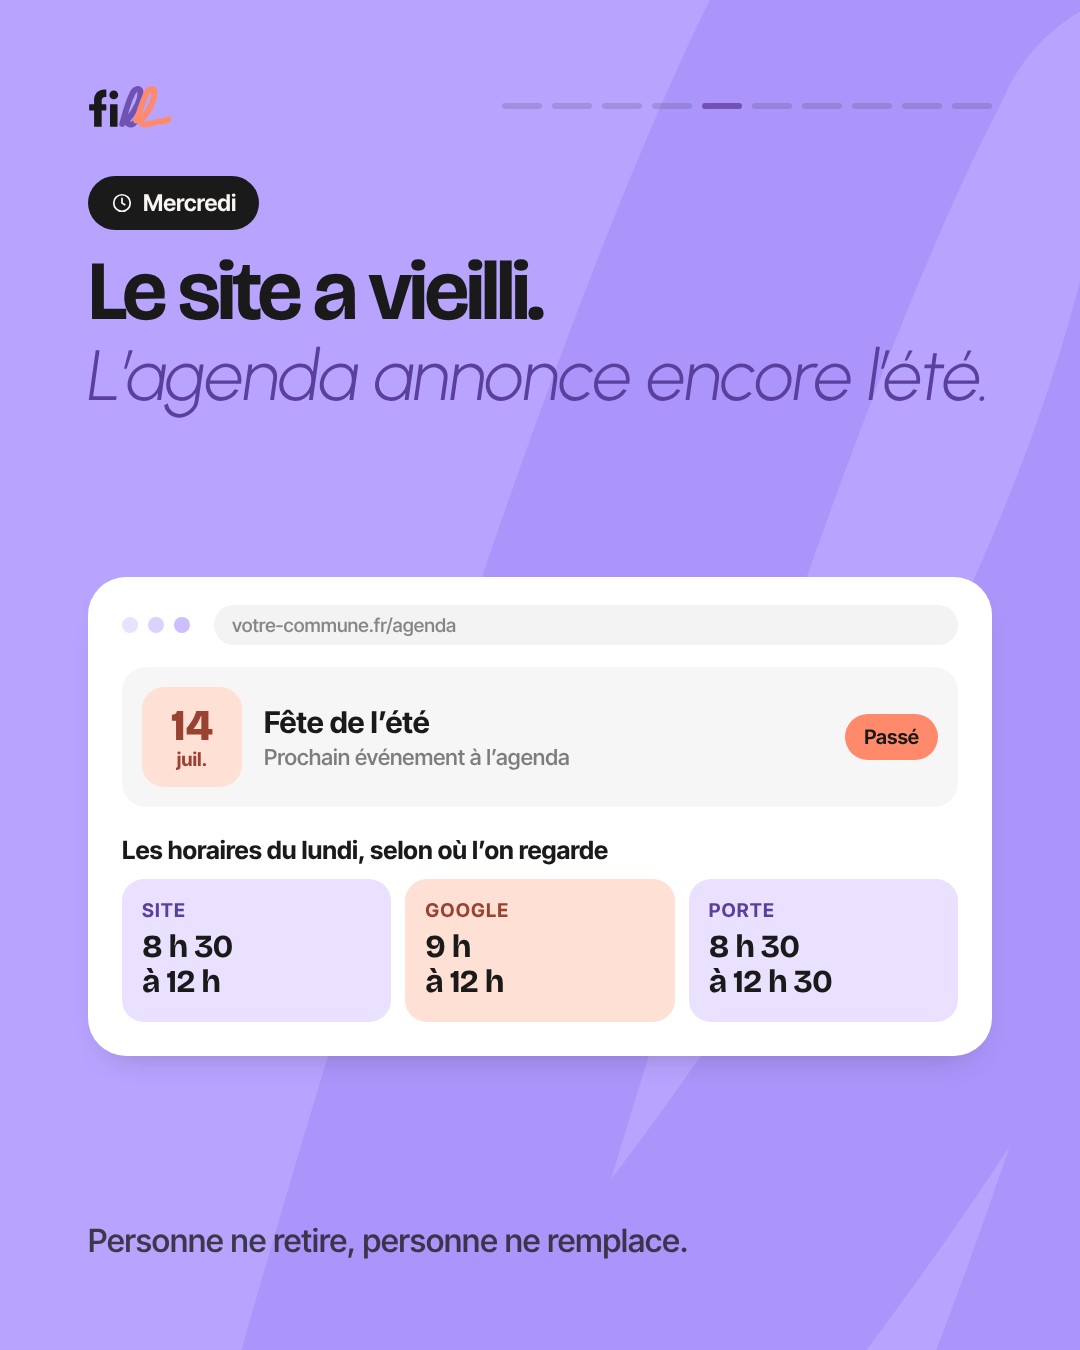 fill
Mercredi
Le site a vieilli.
L’agenda annonce encore l’été.
votre-commune.fr/agenda
14
juil.
Fête de l’été
Prochain événement à l’agenda
Passé
Les horaires du lundi, selon où l’on regarde
SITE
8 h 30
à 12 h
GOOGLE
9 h
à 12 h
PORTE
8 h 30
à 12 h 30
Personne ne retire, personne ne remplace.